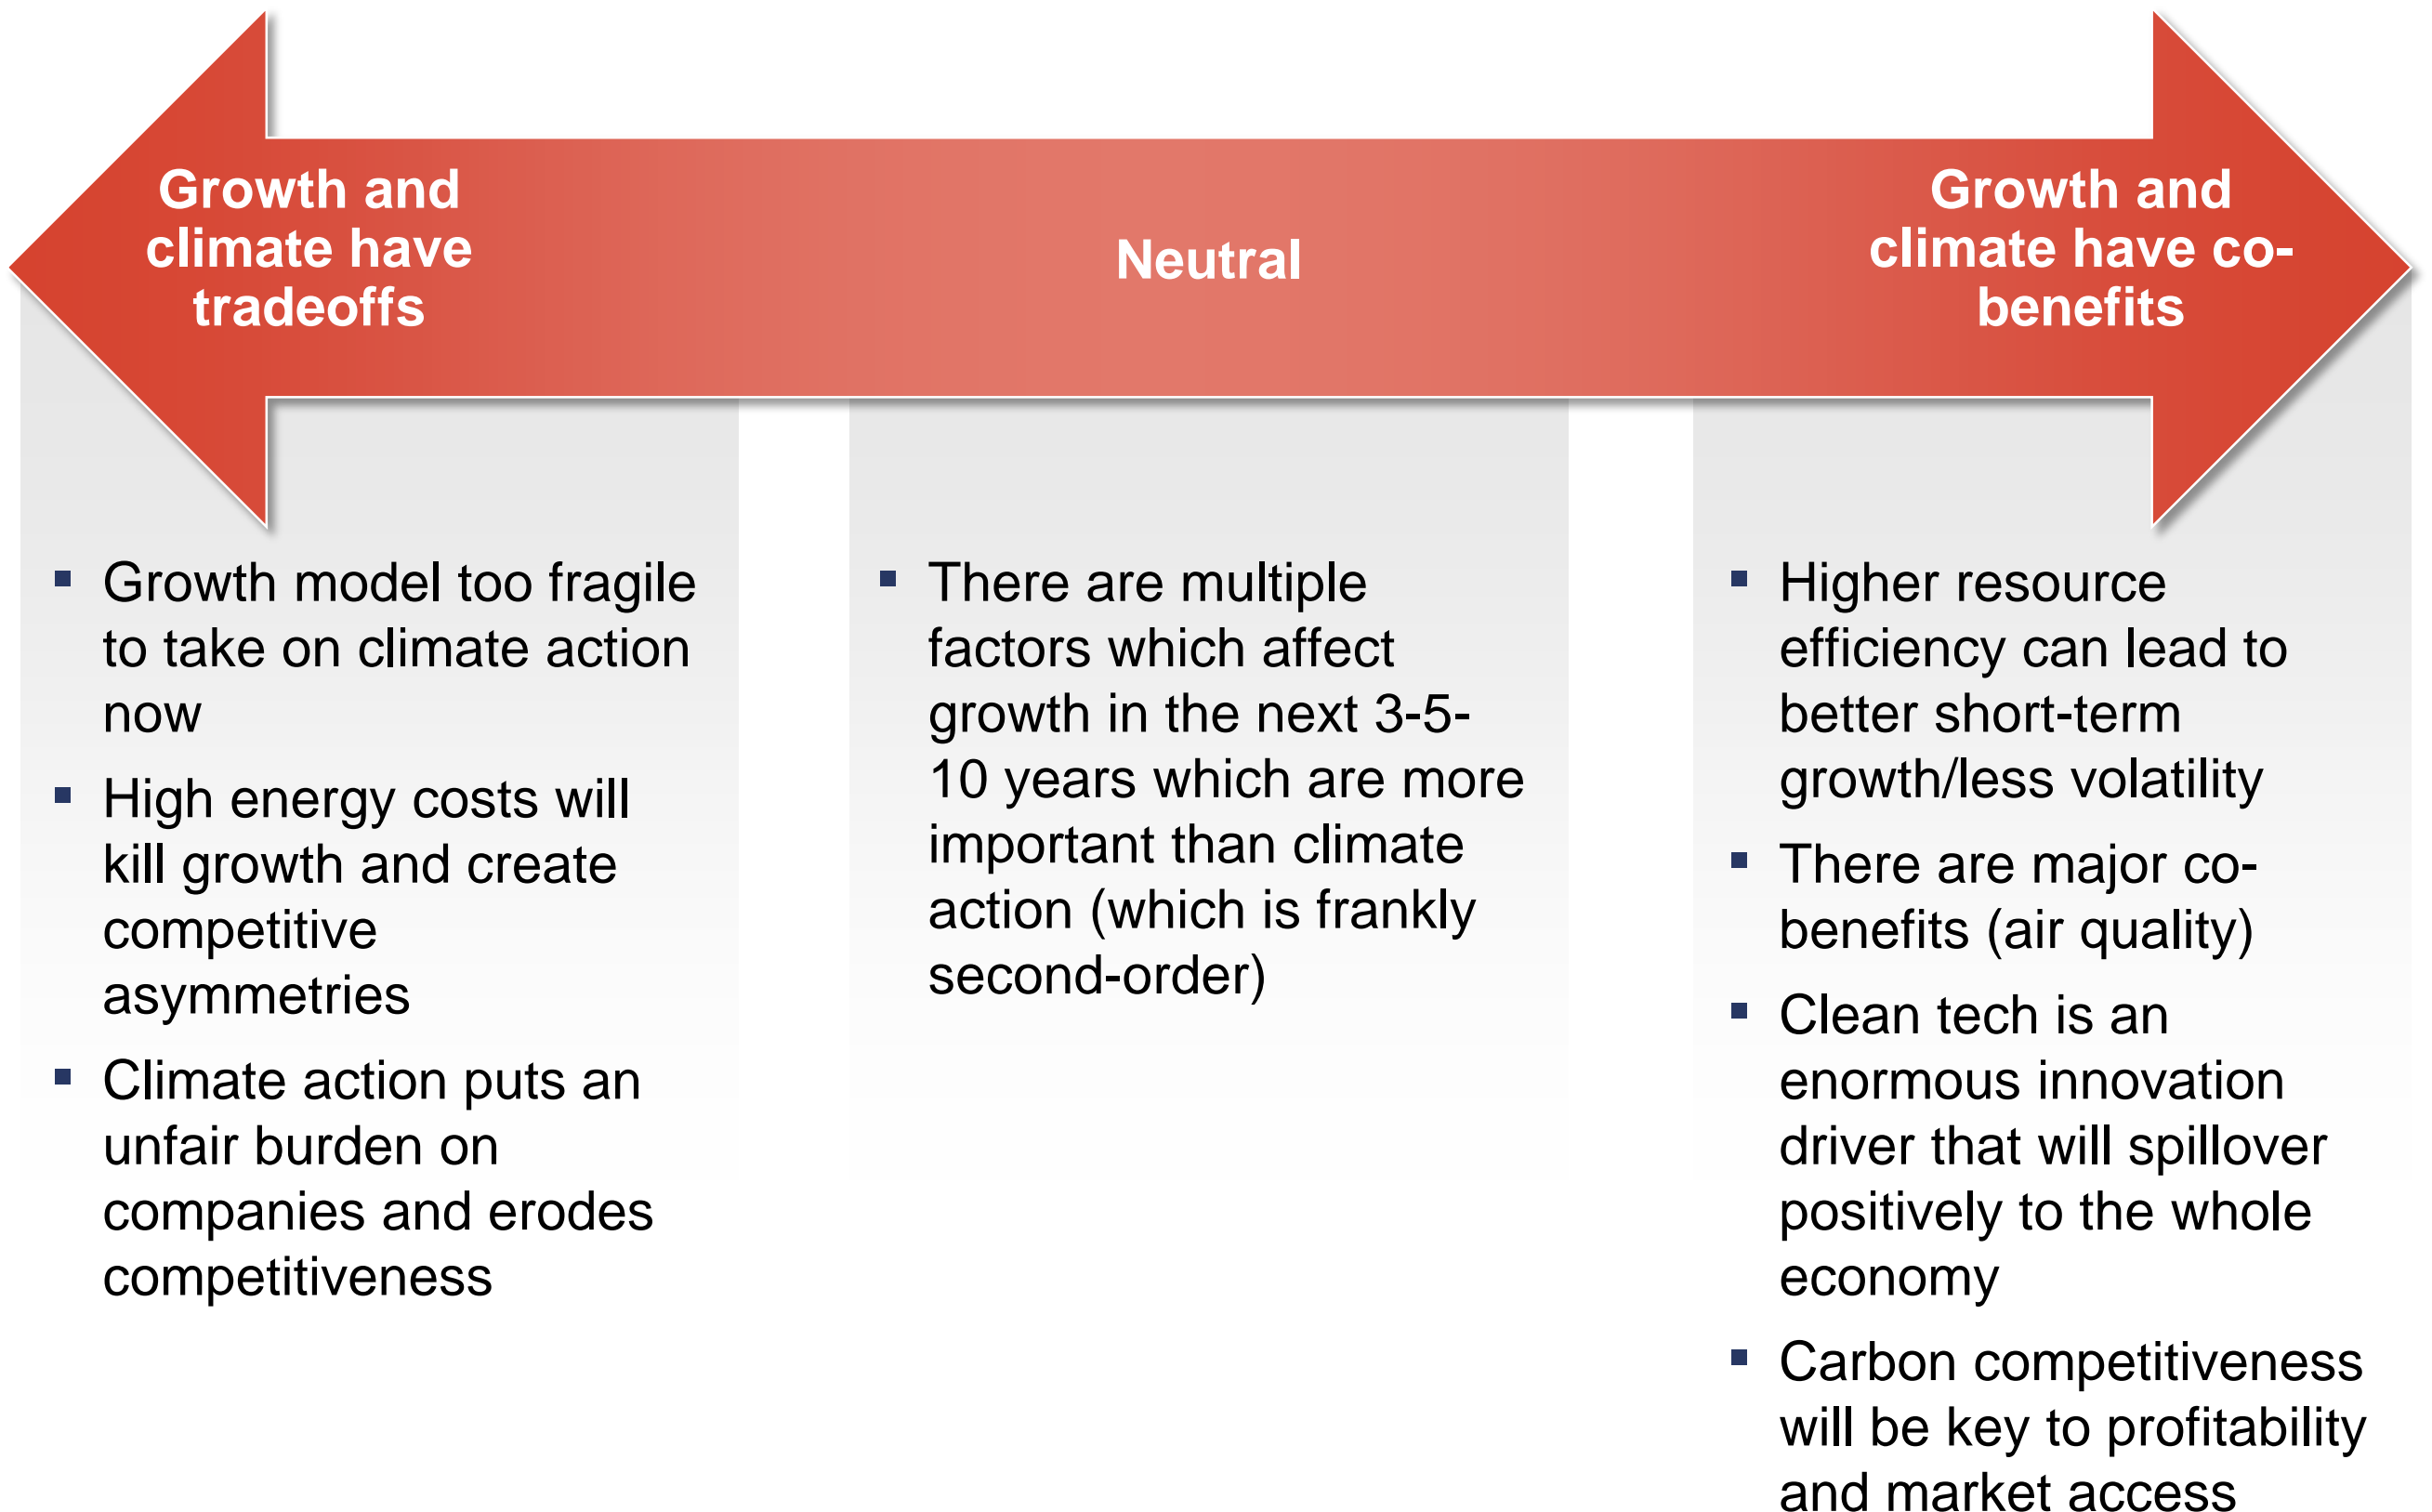 Growth and
climate have
tradeoffs
Neutral
Growth and
climate have co-
benefits
▪ Growth model too fragile
to take on climate action
now
▪ High energy costs will
kill growth and create
competitive
asymmetries
▪ Climate action puts an
unfair burden on
companies and erodes
competitiveness
▪ There are multiple
factors which affect
growth in the next 3-5-
10 years which are more
important than climate
action (which is frankly
second-order)
▪ Higher resource
efficiency can lead to
better short-term
growth/less volatility
▪ There are major co-
benefits (air quality)
▪ Clean tech is an
enormous innovation
driver that will spillover
positively to the whole
economy
▪ Carbon competitiveness
will be key to profitability
and market access